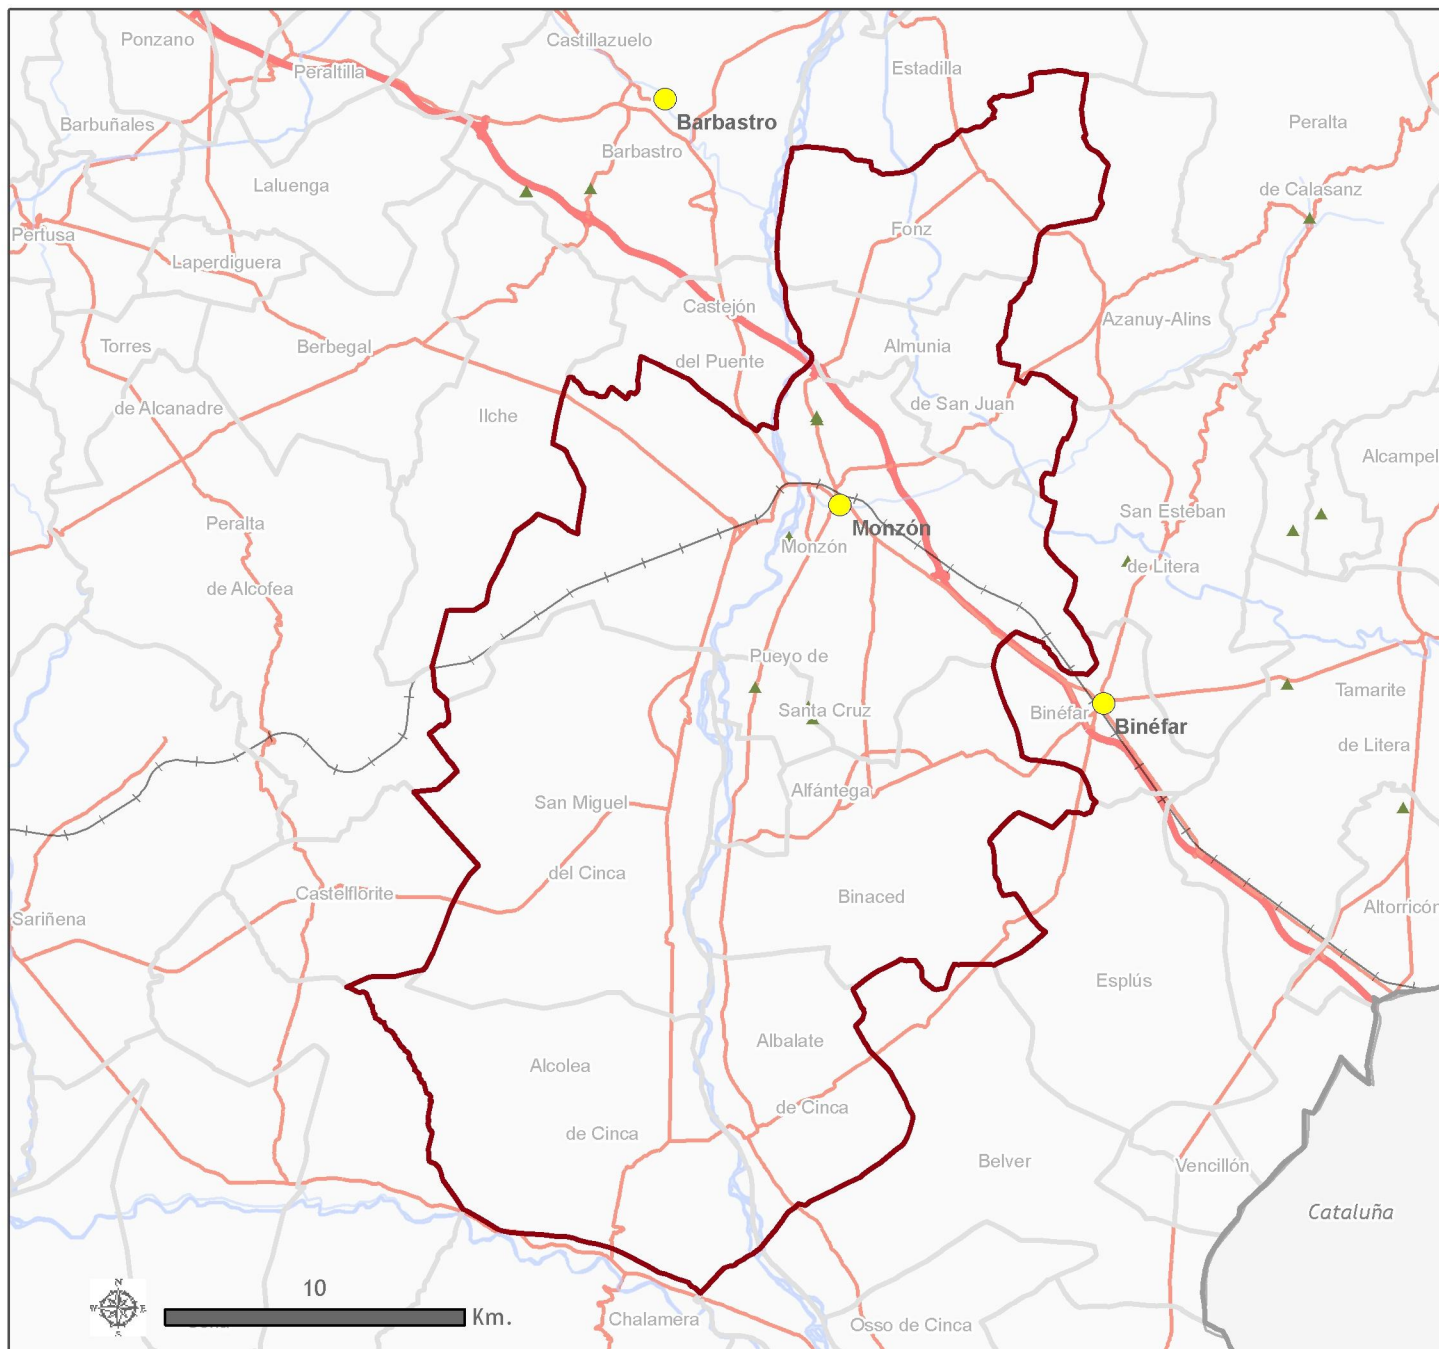 Ponzano
Castillazuelo
Estadilla
Peraltilla
Barbastro
Peralta
Barbuñales
Barbastro
de Calasanz
Laluenga
Fonz
Pertusa
Laperdiguera
Castejón
Azanuy-Alins
Torres
Berbegal
Almunia
del Puente
de San Juan
de Alcanadre
Ilche
Alcampel
San Esteban
Peralta
Monzón
Monzón
de Litera
de Alcofea
Pueyo de
Tamarite
Santa Cruz
Binéfar
Binéfar
de Litera
Alfántega
San Miguel
del Cinca
Castelflorite
Binaced
Altorricón
Sariñena
Esplús
Albalate
Alcolea
de Cinca
de Cinca
Belver
Vencillón
Cataluña
N
W E
S
10
Km.
Chalamera
Osso de Cinca